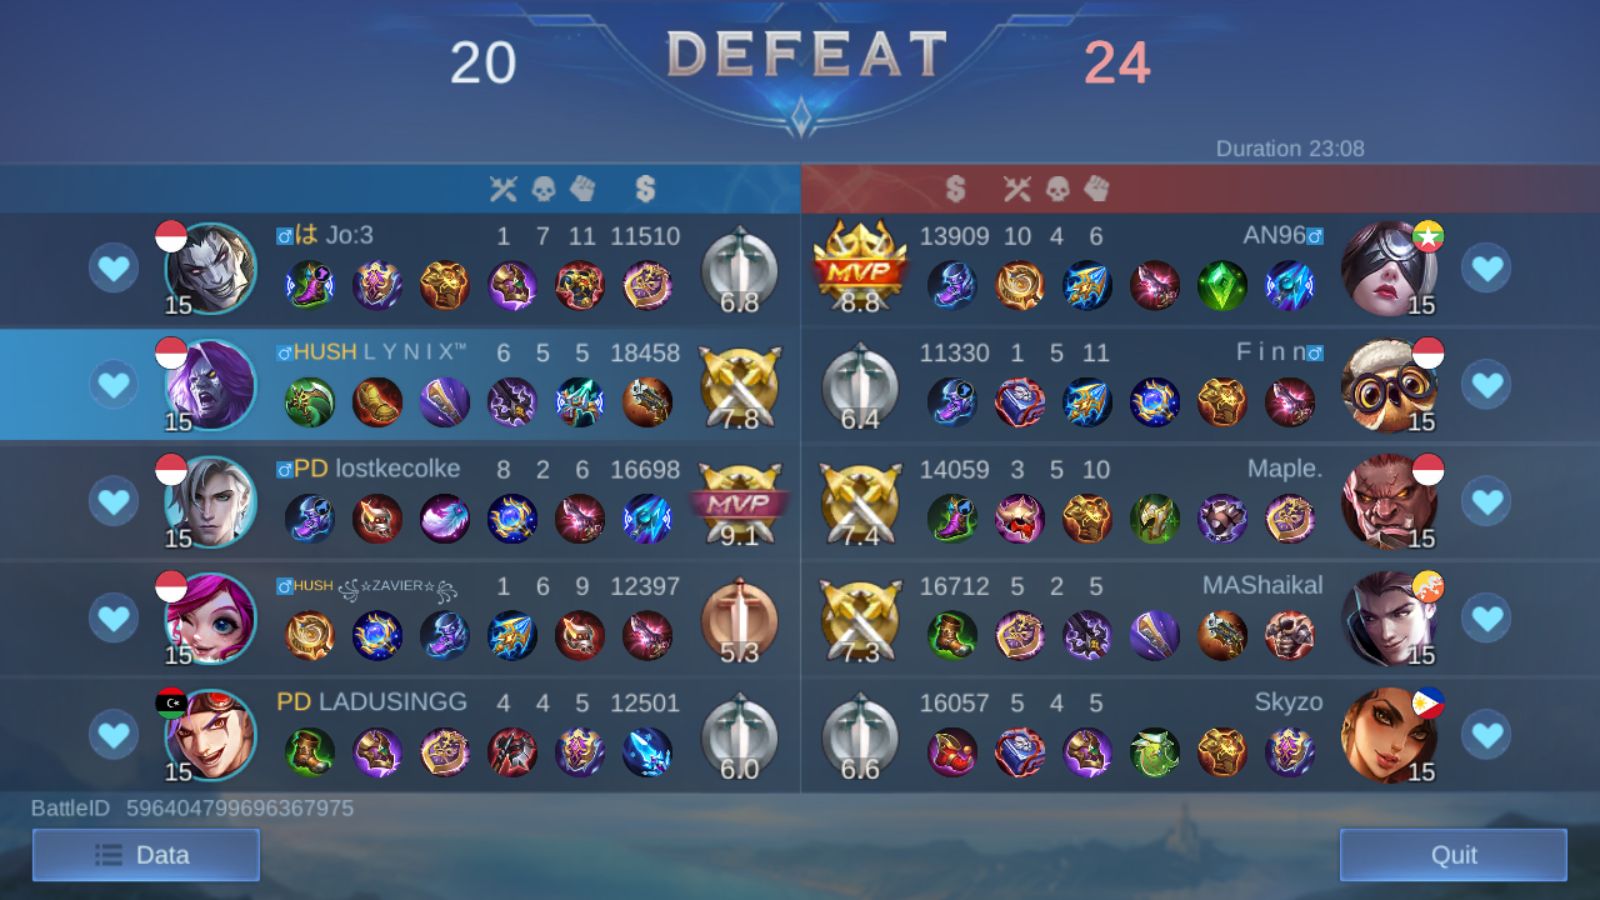 20 DEFEAT 24
Duration 23:08
は Jo:3 1 7 11 11510
15 6.8
MVP 8.8
13909 10 4 6 AN96
15
HUSH L Y N I X™ 6 5 5 18458
15 7.8
6.4
11330 1 5 11 F i n n
15
PD lostkecolke 8 2 6 16698
15 MVP 9.1
7.4
14059 3 5 10 Maple.
15
HUSH ꧁☆ZAVIER☆꧂ 1 6 9 12397
15 5.3
7.3
16712 5 2 5 MAShaikal
15
PD LADUSINGG 4 4 5 12501
15 6.0
6.6
16057 5 4 5 Skyzo
15
BattleID 596404799696367975
Data
Quit